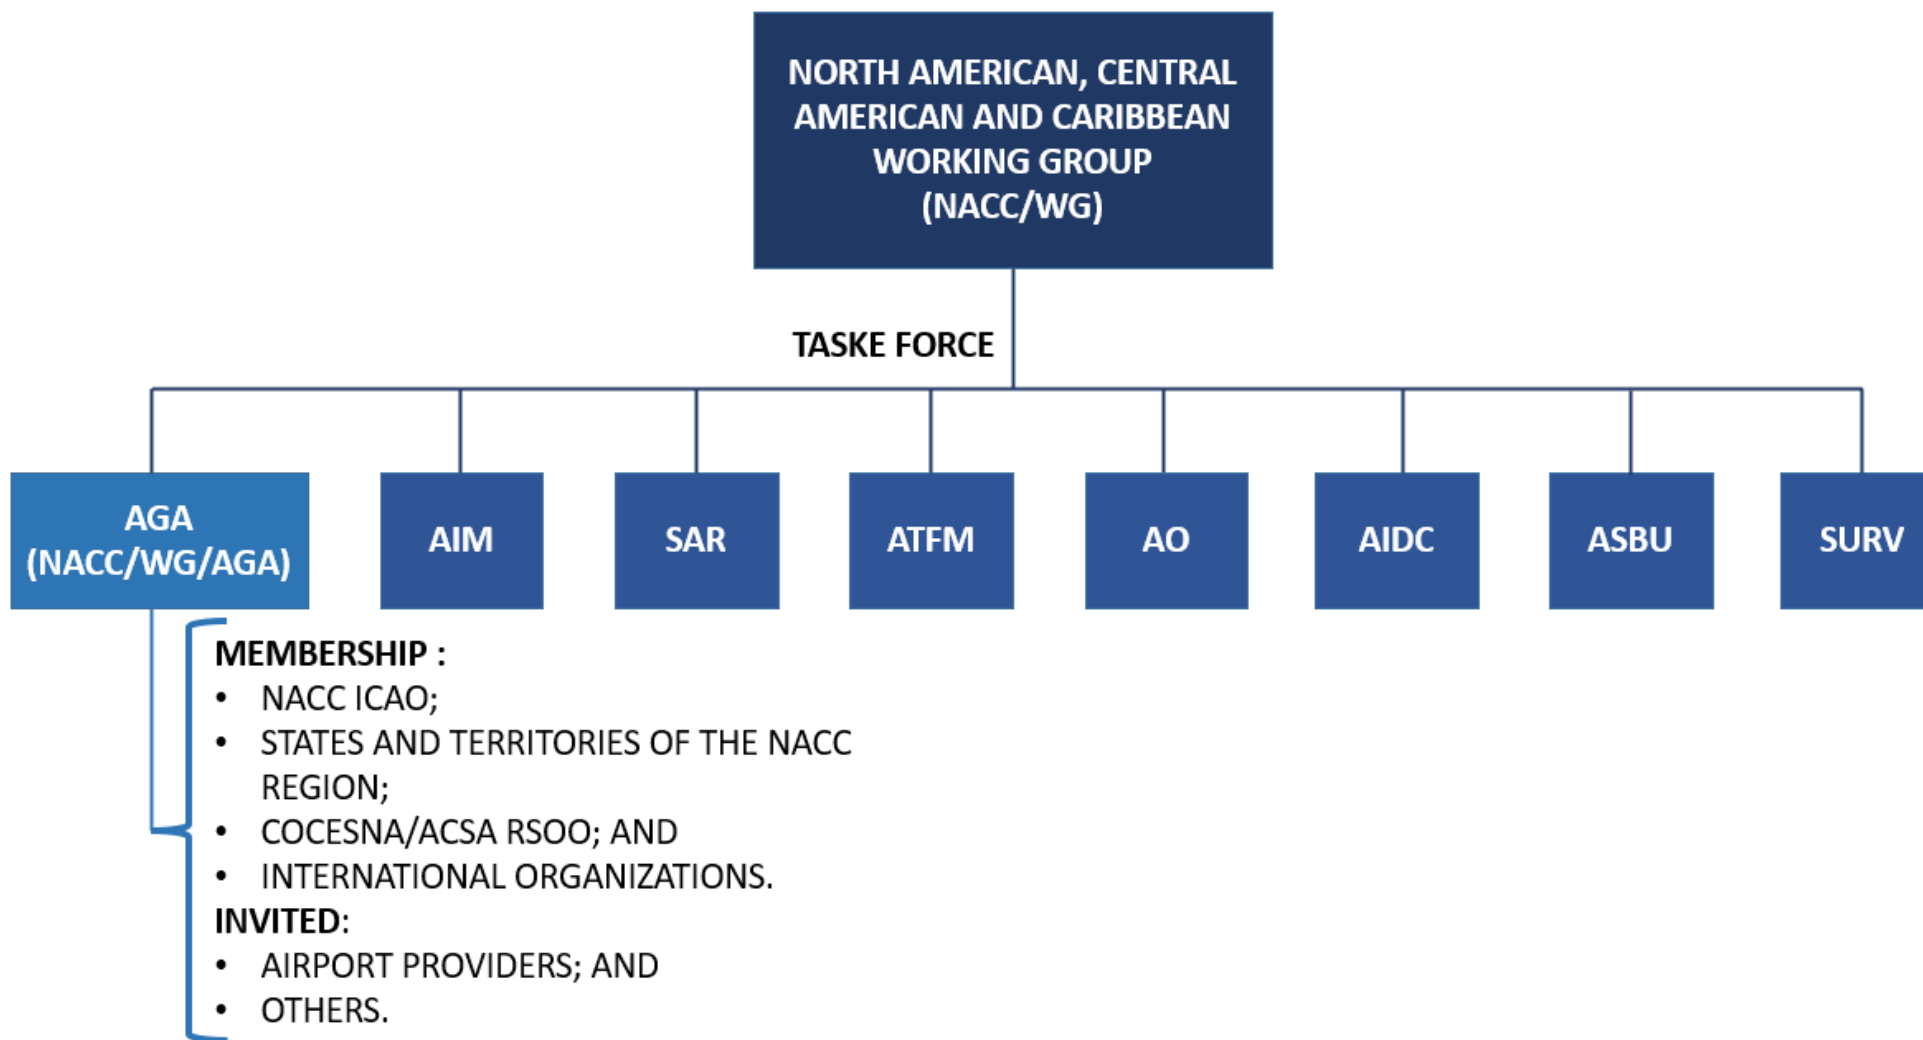 NORTH AMERICAN, CENTRAL
AMERICAN AND CARIBBEAN
WORKING GROUP
(NACC/WG)
TASKE FORCE
AGA
(NACC/WG/AGA)
AIM
SAR
ATFM
AO
AIDC
ASBU
SURV
MEMBERSHIP :
• NACC ICAO;
• STATES AND TERRITORIES OF THE NACC
REGION;
• COCESNA/ACSA RSOO; AND
• INTERNATIONAL ORGANIZATIONS.
INVITED:
• AIRPORT PROVIDERS; AND
• OTHERS.